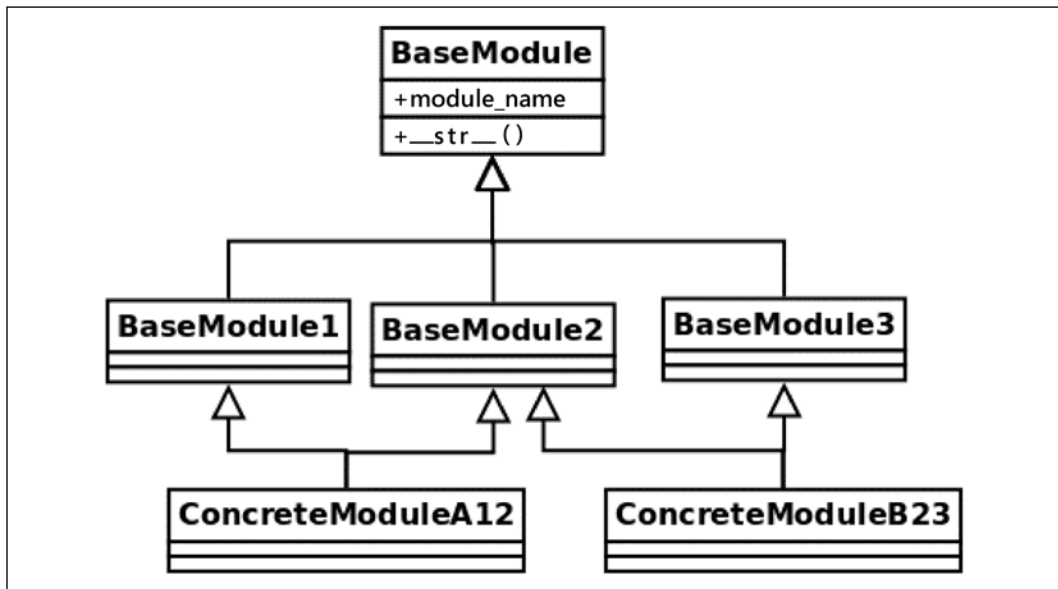 BaseModule
+module_name
+__str__()
BaseModule1
BaseModule2
BaseModule3
ConcreteModuleA12
ConcreteModuleB23